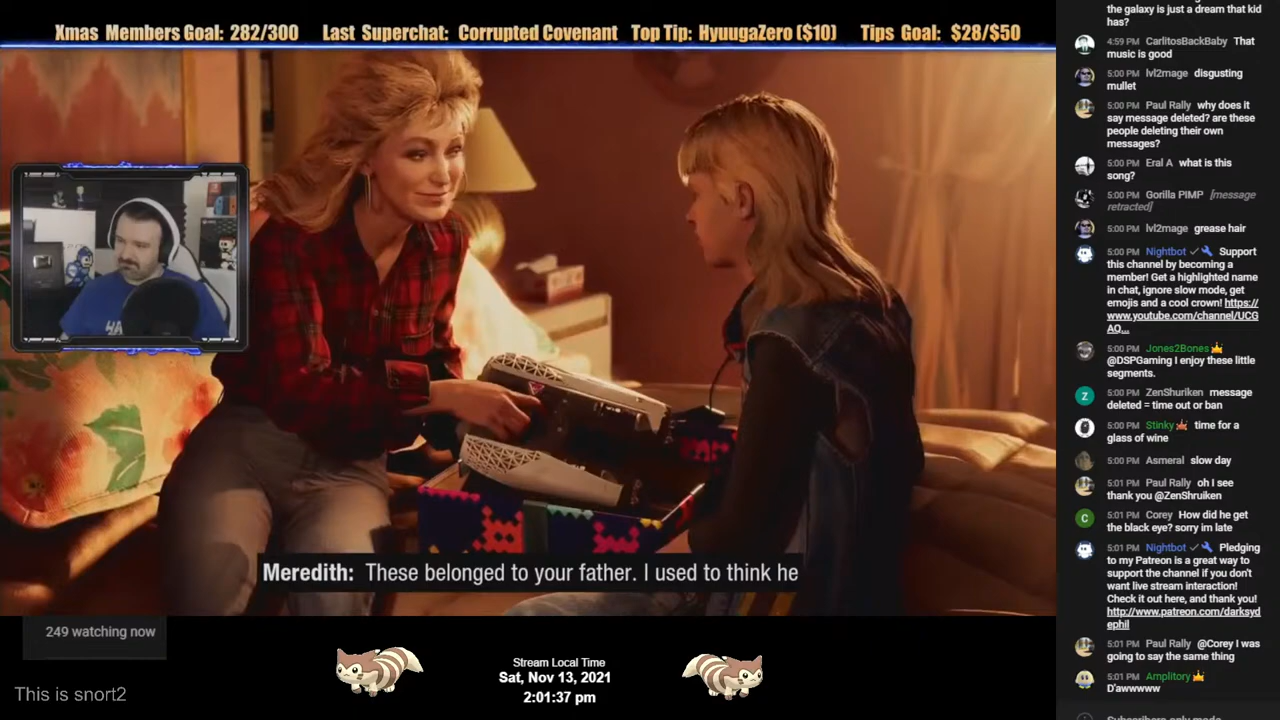 Xmas Members Goal: 282/300 Last Superchat: Corrupted Covenant Top Tip: HyuugaZero ($10) Tips Goal: $28/$50
Meredith: These belonged to your father. I used to think he
249 watching now
This is snort2
Stream Local Time
Sat, Nov 13, 2021
2:01:37 pm
the galaxy is just a dream that kid
has?
4:59 PM CarlitosBackBaby That
music is good
5:00 PM lvl2mage disgusting
mullet
5:00 PM Paul Rally why does it
say message deleted? are these
people deleting their own
messages?
5:00 PM Eral A what is this
song?
5:00 PM Gorilla PIMP [message
retracted]
5:00 PM lvl2mage grease hair
5:00 PM Nightbot Support
this channel by becoming a
member! Get a highlighted name
in chat, ignore slow mode, get
emojis and a cool crown! https:/
www.youtube.com/channel/UCG
AQ...
5:00 PM Jones2Bones
@DSPGaming I enjoy these little
segments.
Z
5:00 PM ZenShuriken message
deleted = time out or ban
5:00 PM Stinky time for a
glass of wine
5:00 PM Asmeral slow day
5:01 PM Paul Rally oh I see
thank you @ZenShruiken
C
5:01 PM Corey How did he get
the black eye? sorry im late
5:01 PM Nightbot Pledging
to my Patreon is a great way to
support the channel if you don't
want live stream interaction!
Check it out here, and thank you!
http://www.patreon.com/darksyd
ephil
5:01 PM Paul Rally @Corey I was
going to say the same thing
5:01 PM Amplitory
D'awwwww
Subscribers-only mode